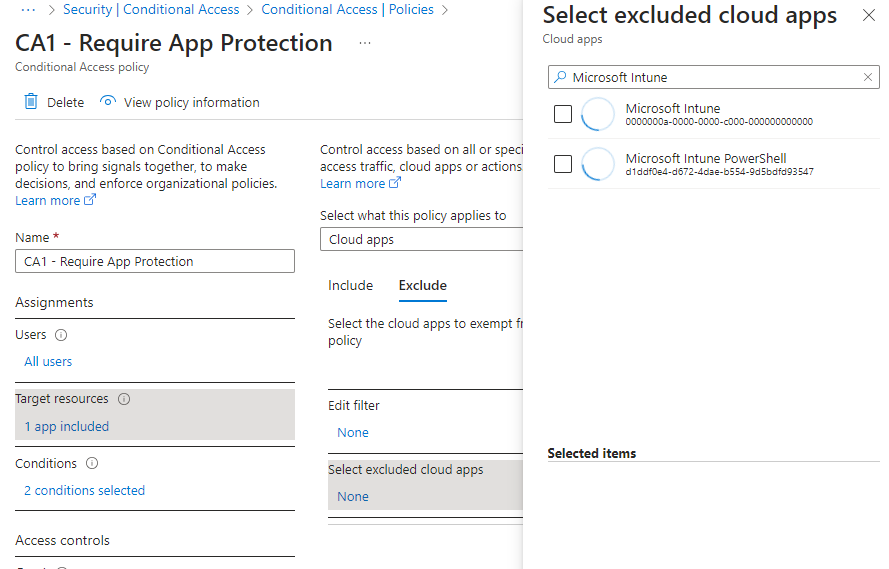 ··· > Security | Conditional Access > Conditional Access | Policies >
CA1 - Require App Protection ···
Conditional Access policy
Delete View policy information
Control access based on Conditional Access
policy to bring signals together, to make
decisions, and enforce organizational policies.
Learn more
Name *
CA1 - Require App Protection
Assignments
Users
All users
Target resources
1 app included
Conditions
2 conditions selected
Access controls
Control access based on all or speci
access traffic, cloud apps or actions
Learn more
Select what this policy applies to
Cloud apps
Include Exclude
Select the cloud apps to exempt fr
policy
Edit filter
None
Select excluded cloud apps
None
Select excluded cloud apps
Cloud apps
Microsoft Intune
Microsoft Intune
0000000a-0000-0000-c000-000000000000
Microsoft Intune PowerShell
d1ddf0e4-d672-4dae-b554-9d5bdfd93547
Selected items